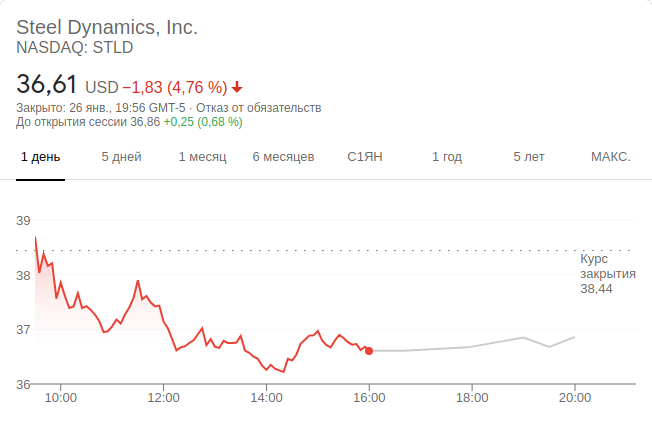 Steel Dynamics, Inc.
NASDAQ: STLD
36,61 USD −1,83 (4,76 %)
Закрыто: 26 янв., 19:56 GMT-5 · Отказ от обязательств
До открытия сессии 36,86 +0,25 (0,68 %)
1 день 5 дней 1 месяц 6 месяцев С1ЯН 1 год 5 лет МАКС.
39
38
37
36
Курс
закрытия
38,44
10:00 12:00 14:00 16:00 18:00 20:00